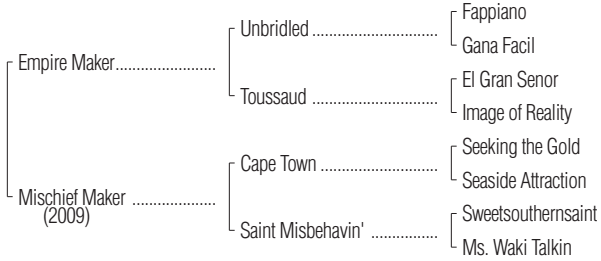 Fappiano
Unbridled ..............................
Gana Facil
Empire Maker........................
El Gran Senor
Toussaud ..............................
Image of Reality
Seeking the Gold
Cape Town ............................
Seaside Attraction
Mischief Maker ....................
(2009)
Sweetsouthernsaint
Saint Misbehavin' ................
Ms. Waki Talkin